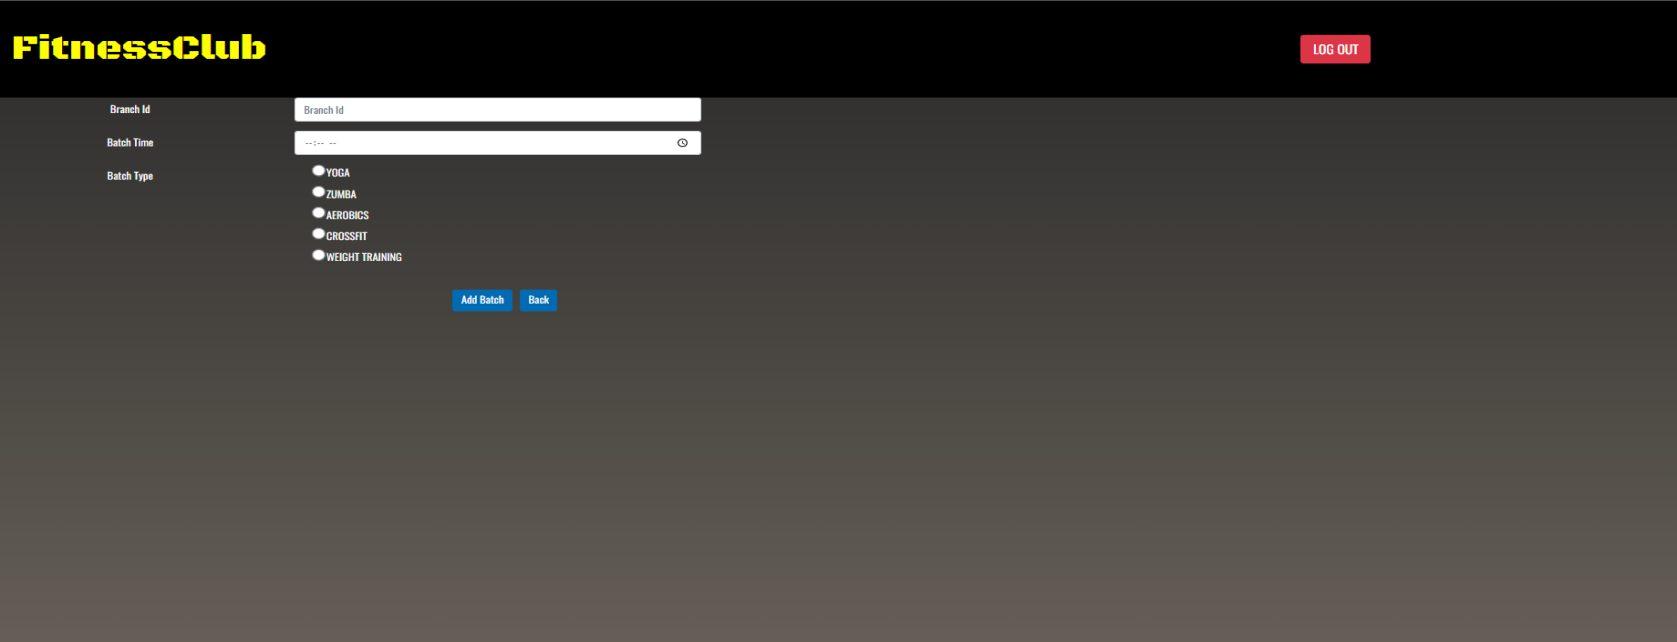 FitnessClub
LOG OUT
Branch Id
Branch Id
Batch Time
--:-- --
Batch Type
YOGA
ZUMBA
AEROBICS
CROSSFIT
WEIGHT TRAINING
Add Batch
Back